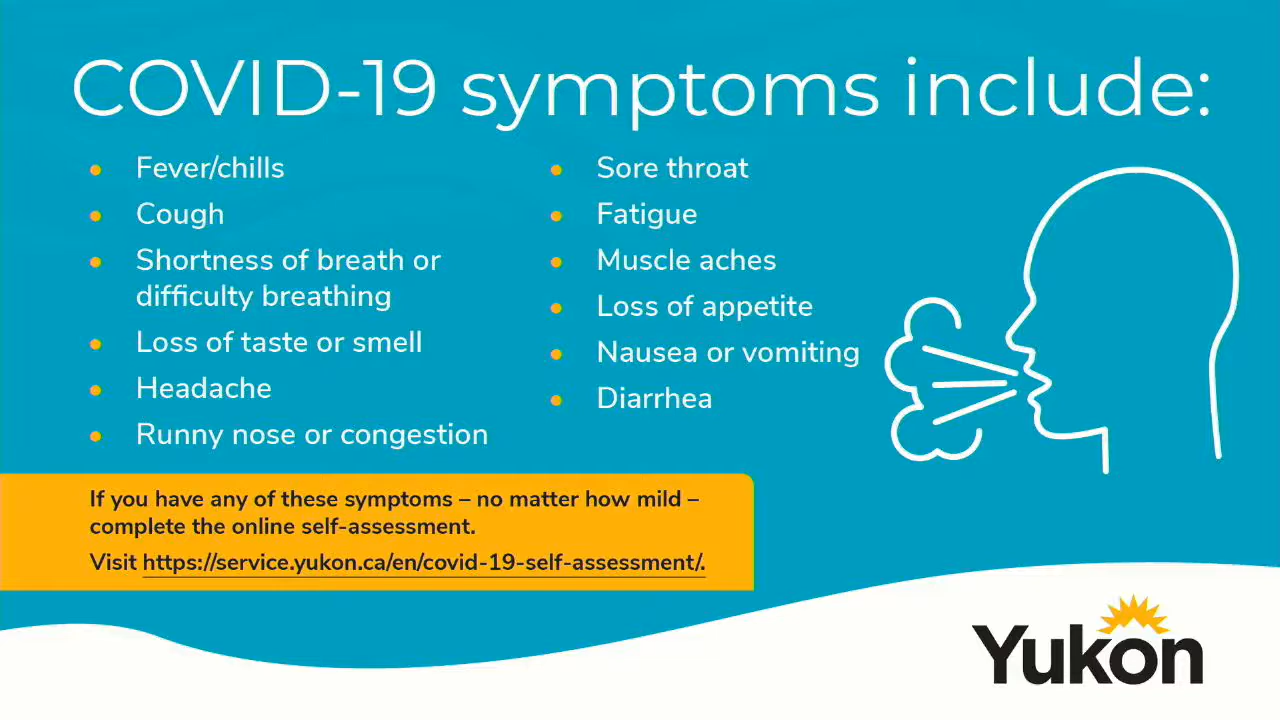 COVID-19 symptoms include:
• Fever/chills
• Cough
• Shortness of breath or
difficulty breathing
• Loss of taste or smell
• Headache
• Runny nose or congestion
• Sore throat
• Fatigue
• Muscle aches
• Loss of appetite
• Nausea or vomiting
• Diarrhea
If you have any of these symptoms – no matter how mild –
complete the online self-assessment.
Visit https://service.yukon.ca/en/covid-19-self-assessment/.
Yukon